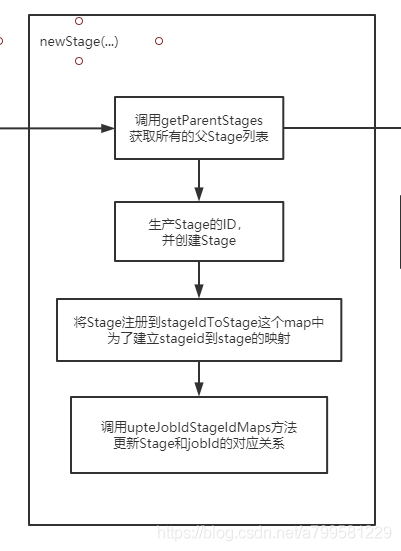 newStage(...)
调用getParentStages
获取所有的父Stage列表
生产Stage的ID，
并创建Stage
将Stage注册到stageIdToStage这个map中
为了建立stageid到stage的映射
调用upteJobIdStageIdMaps方法
更新Stage和jobId的对应关系
https://blog.csdn.net/a799581229